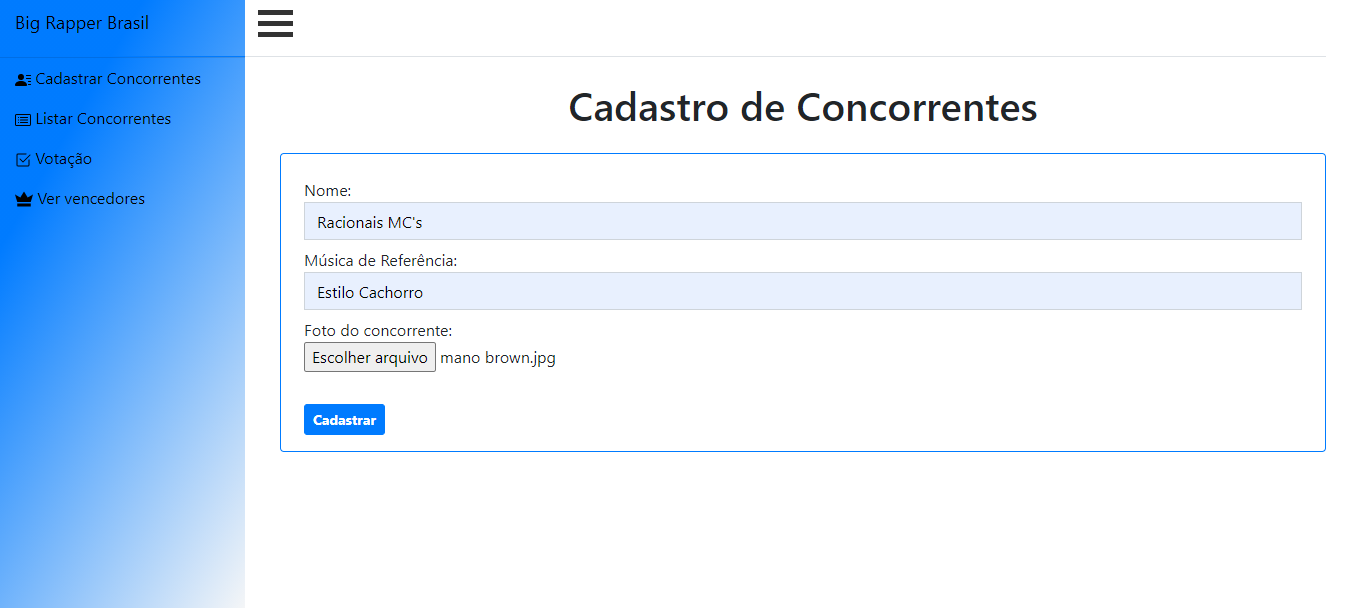 Big Rapper Brasil
Cadastrar Concorrentes
Listar Concorrentes
Votação
Ver vencedores
Cadastro de Concorrentes
Nome:
Racionais MC's
Música de Referência:
Estilo Cachorro
Foto do concorrente:
Escolher arquivo mano brown.jpg
Cadastrar